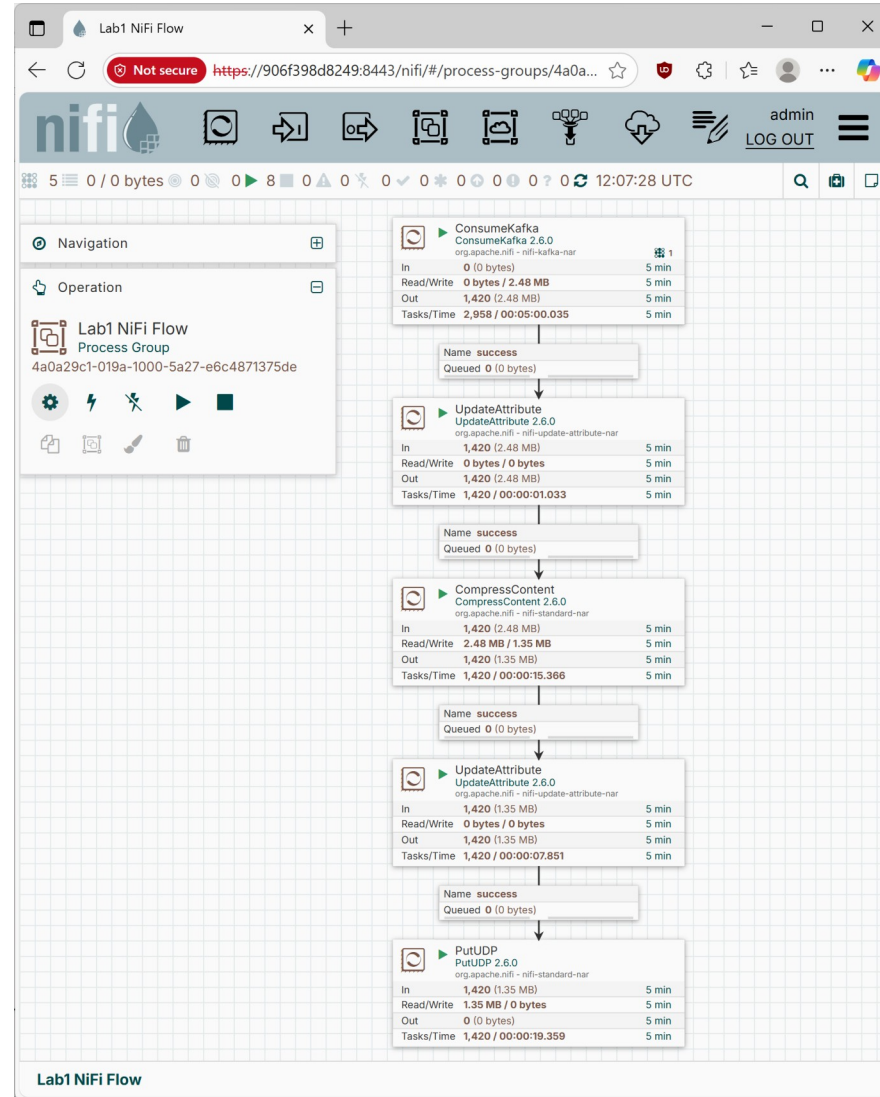 Lab1 NiFi Flow
Not secure https://906f398d8249:8443/nifi/#/process-groups/4a0a...
nifi
admin
LOG OUT
5 0 / 0 bytes 0 0 8 0 0 0 0 0 0 0 12:07:28 UTC
Navigation
Operation
Lab1 NiFi Flow
Process Group
4a0a29c1-019a-1000-5a27-e6c4871375de
ConsumeKafka
ConsumeKafka 2.6.0
org.apache.nifi - nifi-kafka-nar
1
In 0 (0 bytes) 5 min
Read/Write 0 bytes / 2.48 MB 5 min
Out 1,420 (2.48 MB) 5 min
Tasks/Time 2,958 / 00:05:00.035 5 min
Name success
Queued 0 (0 bytes)
UpdateAttribute
UpdateAttribute 2.6.0
org.apache.nifi - nifi-update-attribute-nar
In 1,420 (2.48 MB) 5 min
Read/Write 0 bytes / 0 bytes 5 min
Out 1,420 (2.48 MB) 5 min
Tasks/Time 1,420 / 00:00:01.033 5 min
Name success
Queued 0 (0 bytes)
CompressContent
CompressContent 2.6.0
org.apache.nifi - nifi-standard-nar
In 1,420 (2.48 MB) 5 min
Read/Write 2.48 MB / 1.35 MB 5 min
Out 1,420 (1.35 MB) 5 min
Tasks/Time 1,420 / 00:00:15.366 5 min
Name success
Queued 0 (0 bytes)
UpdateAttribute
UpdateAttribute 2.6.0
org.apache.nifi - nifi-update-attribute-nar
In 1,420 (1.35 MB) 5 min
Read/Write 0 bytes / 0 bytes 5 min
Out 1,420 (1.35 MB) 5 min
Tasks/Time 1,420 / 00:00:07.851 5 min
Name success
Queued 0 (0 bytes)
PutUDP
PutUDP 2.6.0
org.apache.nifi - nifi-standard-nar
In 1,420 (1.35 MB) 5 min
Read/Write 1.35 MB / 0 bytes 5 min
Out 0 (0 bytes) 5 min
Tasks/Time 1,420 / 00:00:19.359 5 min
Lab1 NiFi Flow